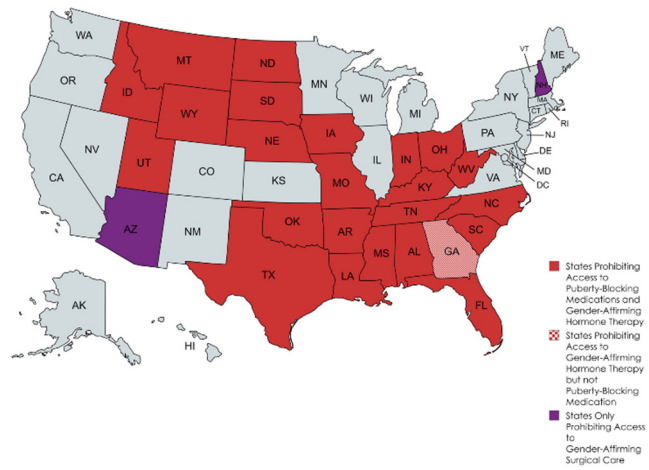 WA
OR
CA
NV
ID
MT
WY
UT
AZ
CO
NM
ND
SD
NE
KS
OK
TX
MN
IA
MO
AR
LA
WI
IL
MI
IN
OH
KY
TN
MS
AL
GA
FL
SC
NC
WV
VA
PA
NY
VT
NH
ME
MA
CT
RI
NJ
DE
MD
DC
AK
HI
States Prohibiting
Access to
Puberty-Blocking
Medications and
Gender-Affirming
Hormone Therapy
States Prohibiting
Access to
Gender-Affirming
Hormone Therapy
but not
Puberty-Blocking
Medication
States Only
Prohibiting Access
to
Gender-Affirming
Surgical Care